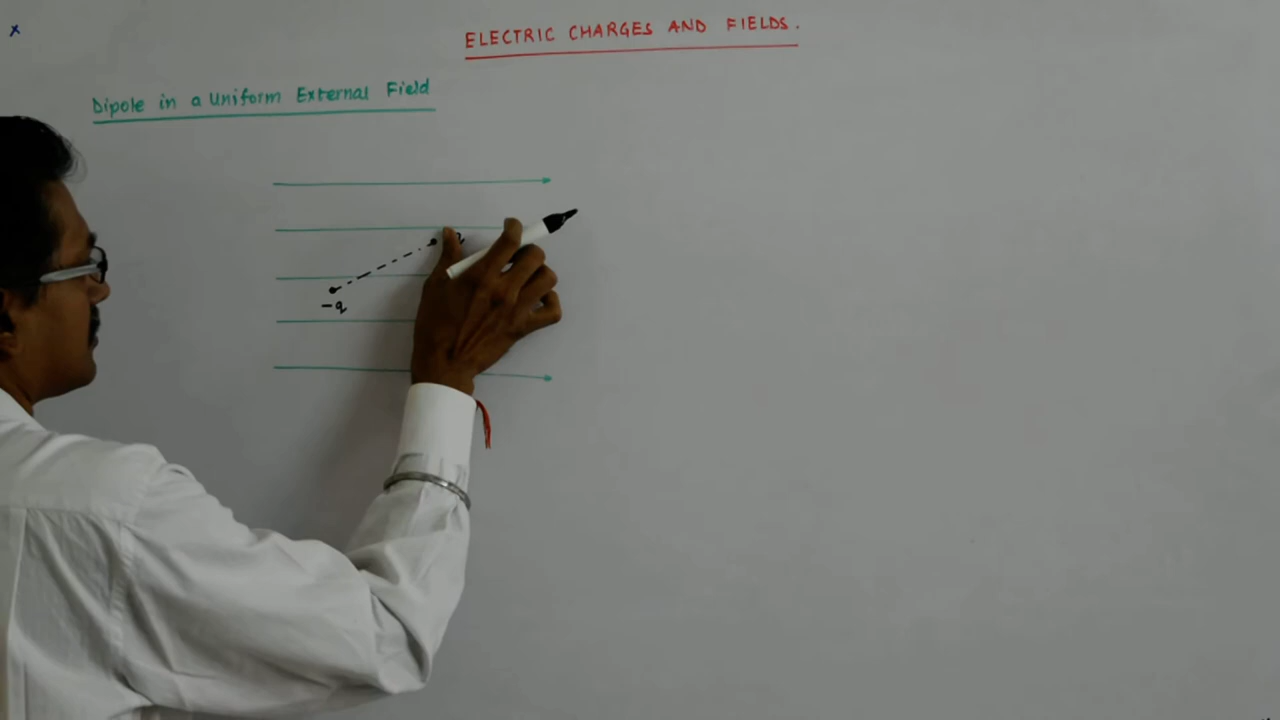 x
ELECTRIC CHARGES AND FIELDS.
Dipole in a Uniform External Field
-q